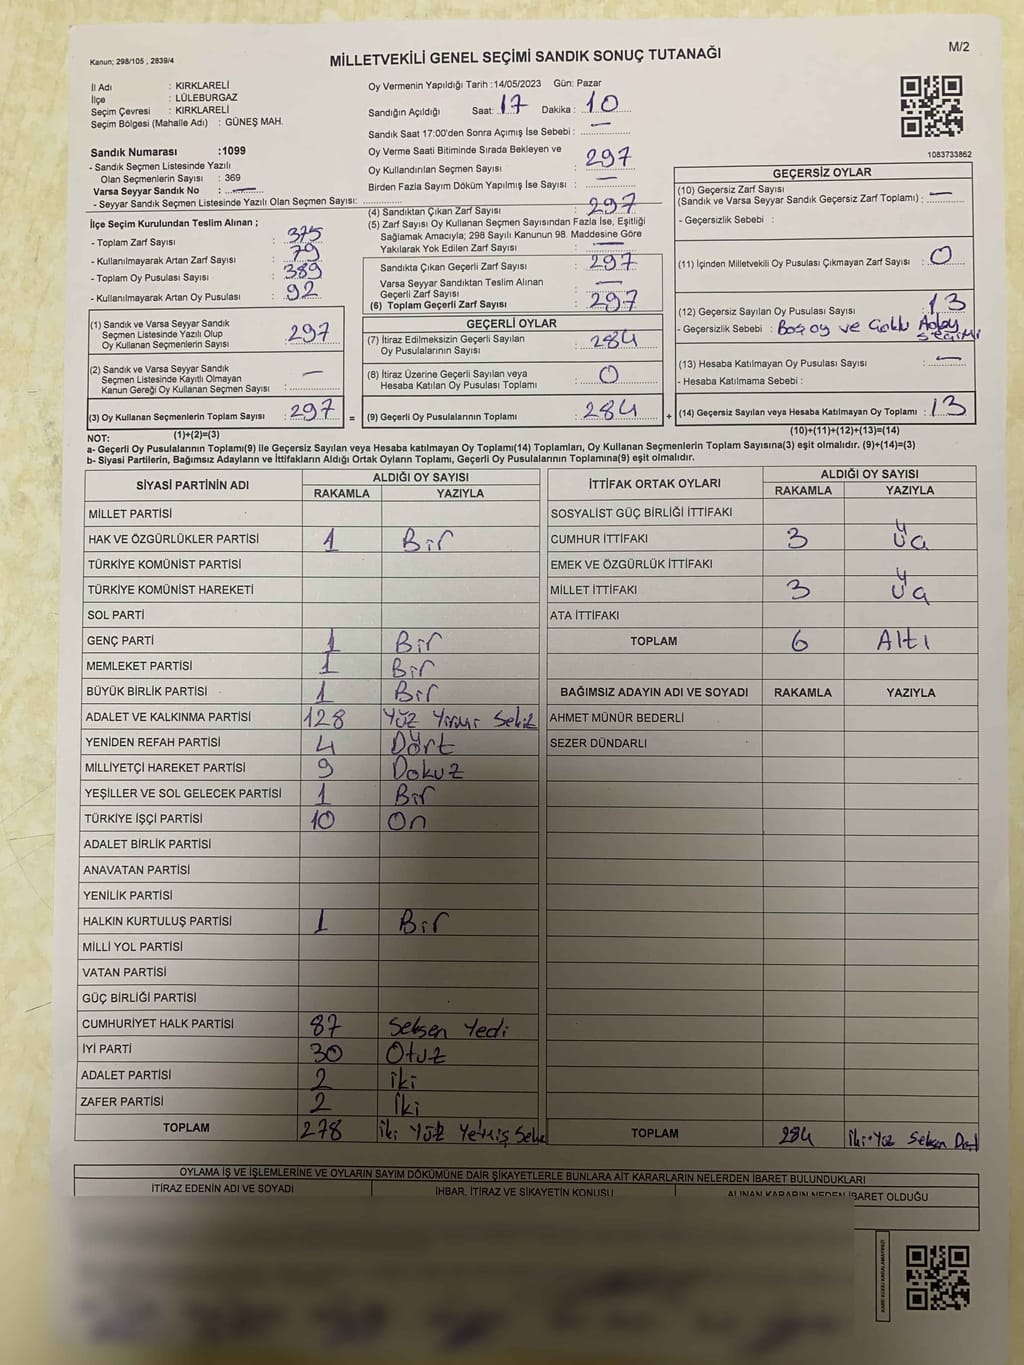 Kanun; 298/105 , 2839/4
MİLLETVEKİLİ GENEL SEÇİMİ SANDIK SONUÇ TUTANAĞI
M/2
İl Adı : KIRKLARELİ
İlçe : LÜLEBURGAZ
Seçim Çevresi : KIRKLARELİ
Seçim Bölgesi (Mahalle Adı) : GÜNEŞ MAH.
Sandık Numarası :1099
- Sandık Seçmen Listesinde Yazılı
Olan Seçmenlerin Sayısı : 369
Varsa Seyyar Sandık No : —
- Seyyar Sandık Seçmen Listesinde Yazılı Olan Seçmen Sayısı:
Oy Vermenin Yapıldığı Tarih :14/05/2023 Gün: Pazar
Sandığın Açıldığı Saat: 17 Dakika : 10
Sandık Saat 17:00'den Sonra Açımış İse Sebebi : —
Oy Verme Saati Bitiminde Sırada Bekleyen ve
Oy Kullandırılan Seçmen Sayısı : 297
Birden Fazla Sayım Döküm Yapılmış İse Sayısı : —
1083733862
İlçe Seçim Kurulundan Teslim Alınan ;
- Toplam Zarf Sayısı : 375
- Kullanılmayarak Artan Zarf Sayısı : 79
- Toplam Oy Pusulası Sayısı : 389
- Kullanılmayarak Artan Oy Pusulası : 92
(4) Sandıktan Çıkan Zarf Sayısı : 297
(5) Zarf Sayısı Oy Kullanan Seçmen Sayısından Fazla İse, Eşitliği
Sağlamak Amacıyla; 298 Sayılı Kanunun 98. Maddesine Göre
Yakılarak Yok Edilen Zarf Sayısı : —
Sandıkta Çıkan Geçerli Zarf Sayısı : 297
Varsa Seyyar Sandıktan Teslim Alınan
Geçerli Zarf Sayısı : —
(6) Toplam Geçerli Zarf Sayısı : 297
GEÇERSİZ OYLAR
(10) Geçersiz Zarf Sayısı
(Sandık ve Varsa Seyyar Sandık Geçersiz Zarf Toplamı) : —
- Geçersizlik Sebebi :
(11) İçinden Milletvekili Oy Pusulası Çıkmayan Zarf Sayısı : 0
(12) Geçersiz Sayılan Oy Pusulası Sayısı : 13
- Geçersizlik Sebebi : Boş oy ve Çoklu Aday
seçimi
(13) Hesaba Katılmayan Oy Pusulası Sayısı : —
- Hesaba Katılmama Sebebi :
(14) Geçersiz Sayılan veya Hesaba Katılmayan Oy Toplamı : 13
(10)+(11)+(12)+(13)=(14)
(1) Sandık ve Varsa Seyyar Sandık
Seçmen Listesinde Yazılı Olup
Oy Kullanan Seçmenlerin Sayısı : 297
(2) Sandık ve Varsa Seyyar Sandık
Seçmen Listesinde Kayıtlı Olmayan
Kanun Gereği Oy Kullanan Seçmen Sayısı : —
(3) Oy Kullanan Seçmenlerin Toplam Sayısı : 297 =
(1)+(2)=(3)
GEÇERLİ OYLAR
(7) İtiraz Edilmeksizin Geçerli Sayılan
Oy Pusulasının Sayısı : 284
(8) İtiraz Üzerine Geçerli Sayılan veya
Hesaba Katılan Oy Pusulası Toplamı : 0
(9) Geçerli Oy Pusulalarının Toplamı : 284 +
NOT:
a- Geçerli Oy Pusulasının Toplamı(9) ile Geçersiz Sayılan veya Hesaba katılmayan Oy Toplamı(14) Toplamları, Oy Kullanan Seçmenlerin Toplam Sayısına(3) eşit olmalıdır. (9)+(14)=(3)
b- Siyasi Partilerin, Bağımsız Adayların ve İttifakların Aldığı Ortak Oyların Toplamı, Geçerli Oy Pusulalarının Toplamına(9) eşit olmalıdır.
SİYASİ PARTİNİN ADI ALDIĞI OY SAYISI
RAKAMLA YAZIYLA
MİLLET PARTİSİ
HAK VE ÖZGÜRLÜKLER PARTİSİ 1 Bir
TÜRKİYE KOMÜNİST PARTİSİ
TÜRKİYE KOMÜNİST HAREKETİ
SOL PARTİ
GENÇ PARTİ 1 Bir
MEMLEKET PARTİSİ 1 Bir
BÜYÜK BİRLİK PARTİSİ 1 Bir
ADALET VE KALKINMA PARTİSİ 128 Yüz Yirmi Sekiz
YENİDEN REFAH PARTİSİ 4 Dört
MİLLİYETÇİ HAREKET PARTİSİ 9 Dokuz
YEŞİLLER VE SOL GELECEK PARTİSİ 1 Bir
TÜRKİYE İŞÇİ PARTİSİ 10 On
ADALET BİRLİK PARTİSİ
ANAVATAN PARTİSİ
YENİLİK PARTİSİ
HALKIN KURTULUŞ PARTİSİ 1 Bir
MİLLİ YOL PARTİSİ
VATAN PARTİSİ
GÜÇ BİRLİĞİ PARTİSİ
CUMHURİYET HALK PARTİSİ 87 Seksen Yedi
İYİ PARTİ 30 Otuz
ADALET PARTİSİ 2 İki
ZAFER PARTİSİ 2 İki
TOPLAM 278 İki Yüz Yetmiş Seki
İTTİFAK ORTAK OYLARI ALDIĞI OY SAYISI
RAKAMLA YAZIYLA
SOSYALİST GÜÇ BİRLİĞİ İTTİFAKI
CUMHUR İTTİFAKI 3 Üç
EMEK VE ÖZGÜRLÜK İTTİFAKI
MİLLET İTTİFAKI 3 Üç
ATA İTTİFAKI
TOPLAM 6 Altı
BAĞIMSIZ ADAYIN ADI VE SOYADI RAKAMLA YAZIYLA
AHMET MÜNÜR BEDERLİ
SEZER DÜNDARLI
TOPLAM 284 İki Yüz Seksen Dört
OYLAMA İŞ VE İŞLEMLERİNE VE OYLARIN SAYIM DÖKÜMÜNE DAİR ŞİKAYETLERLE BUNLARA AİT KARARLARIN NELERDEN İBARET BULUNDUKLARI
İTİRAZ EDENİN ADI VE SOYADI İHBAR, İTİRAZ VE ŞİKAYETİN KONUSU ALINAN KARARIN NEDEN İBARET OLDUĞU